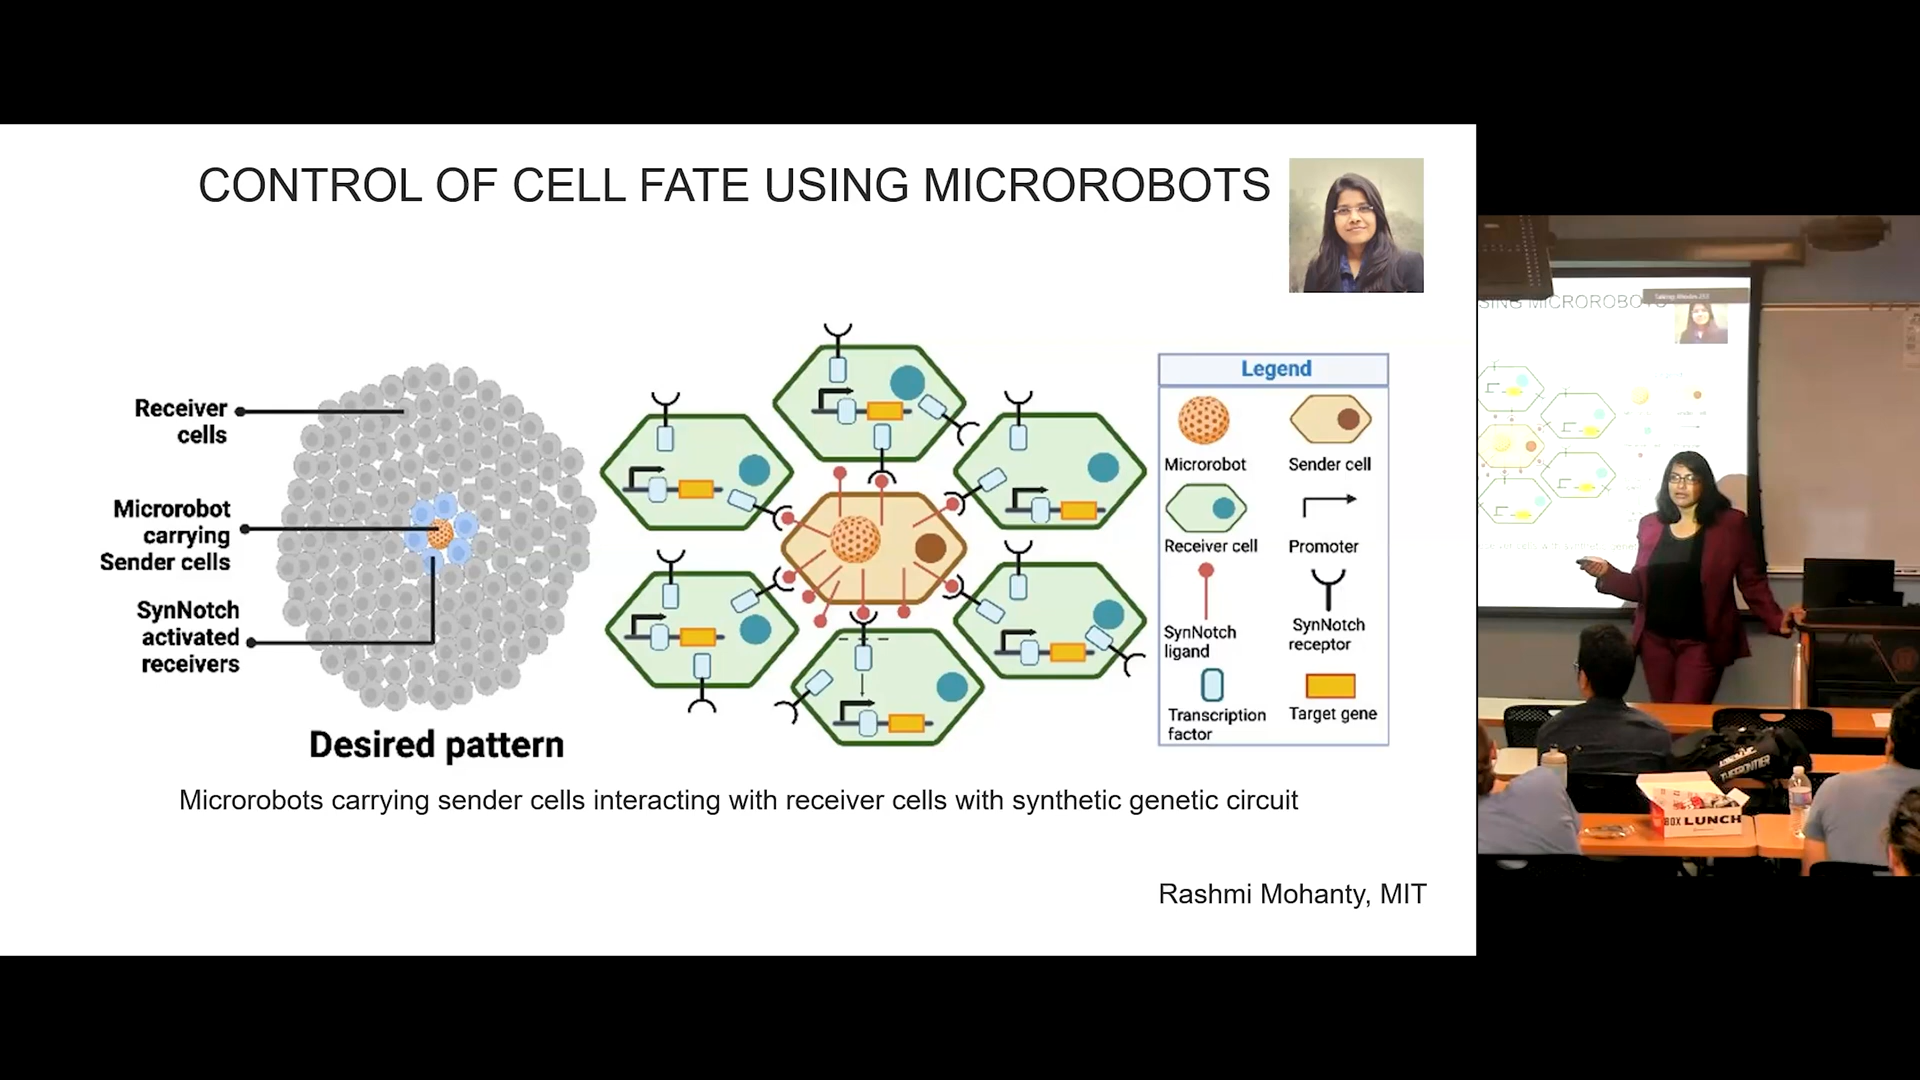 CONTROL OF CELL FATE USING MICROROBOTS
Receiver
cells
Microrobot
carrying
Sender cells
SynNotch
activated
receivers
Desired pattern
Legend
Microrobot
Sender cell
Receiver cell
Promoter
SynNotch
ligand
SynNotch
receptor
Transcription
factor
Target gene
Microrobots carrying sender cells interacting with receiver cells with synthetic genetic circuit
Rashmi Mohanty, MIT
SING MICROROBOTS
BOX LUNCH